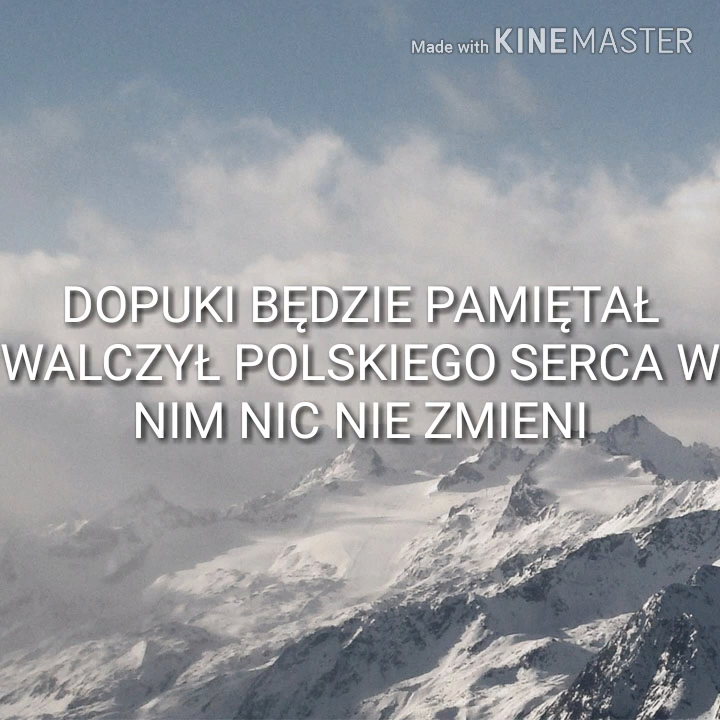 Made with KINEMASTER
DOPUKI BĘDZIE PAMIĘTAŁ
WALCZYŁ POLSKIEGO SERCA W
NIM NIC NIE ZMIENI